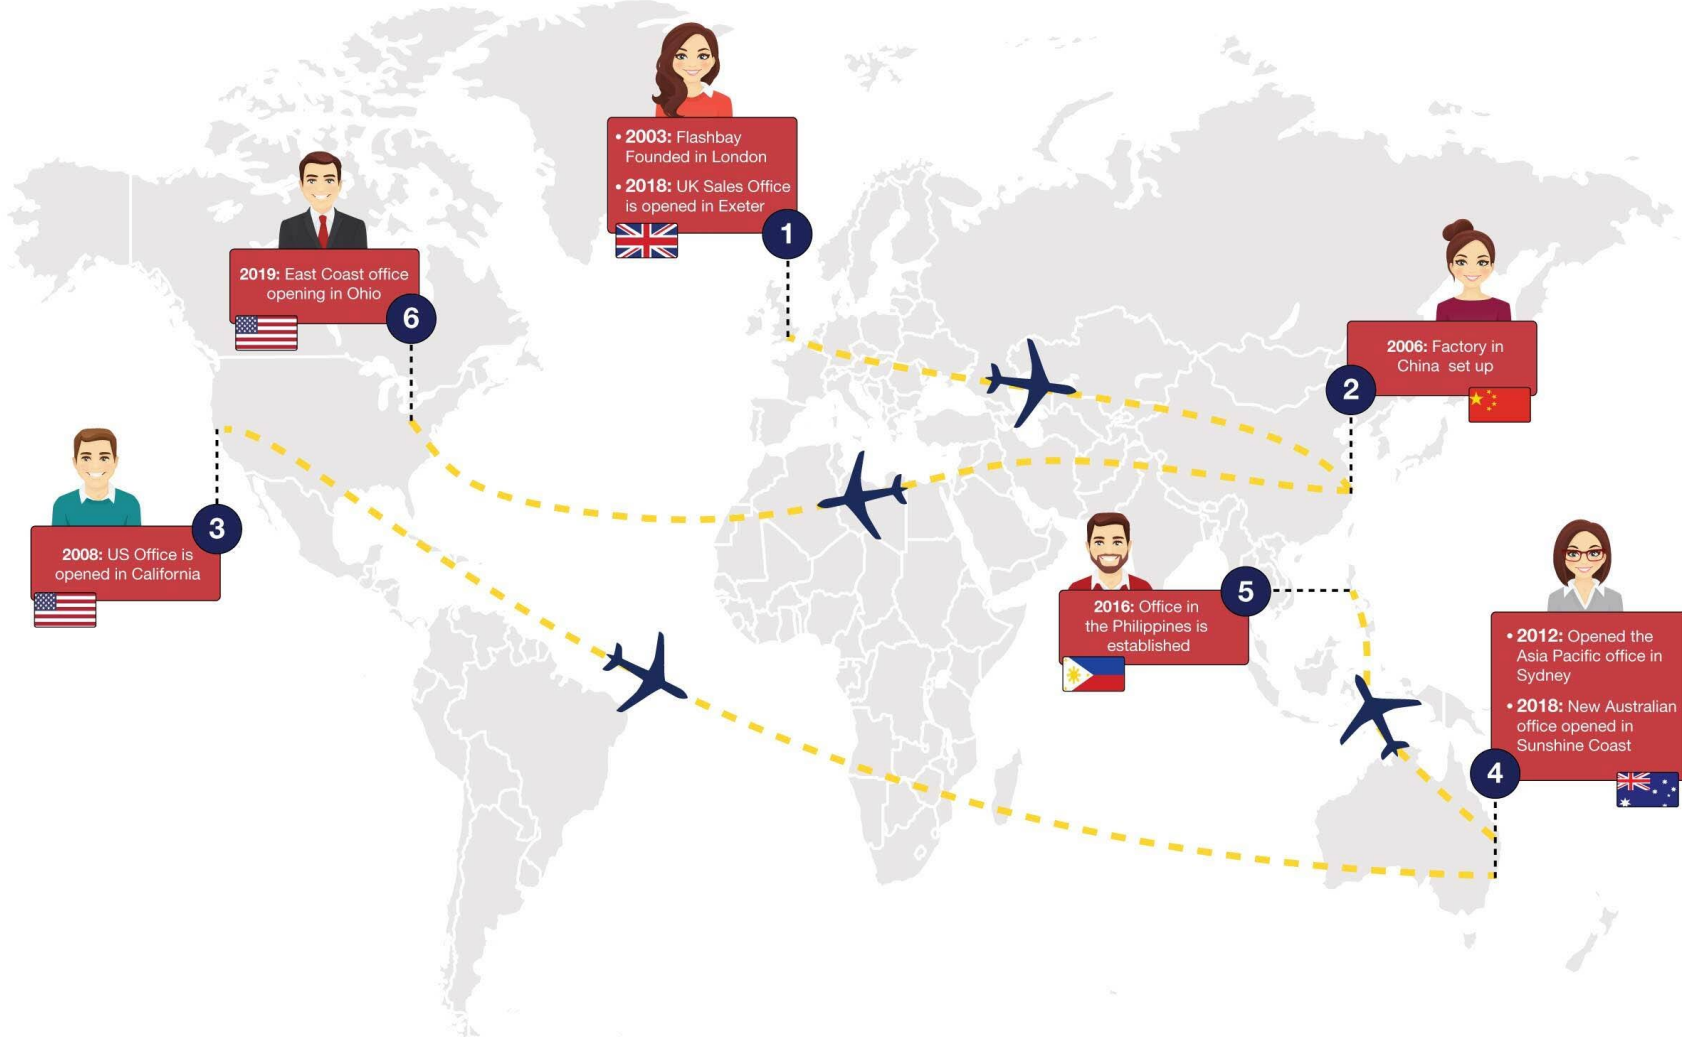 • 2003: Flashbay
Founded in London
• 2018: UK Sales Office
is opened in Exeter
1
2019: East Coast office
opening in Ohio
6
2006: Factory in
China set up
2
3
2008: US Office is
opened in California
5
2016: Office in
the Philippines is
established
• 2012: Opened the
Asia Pacific office in
Sydney
• 2018: New Australian
office opened in
Sunshine Coast
4